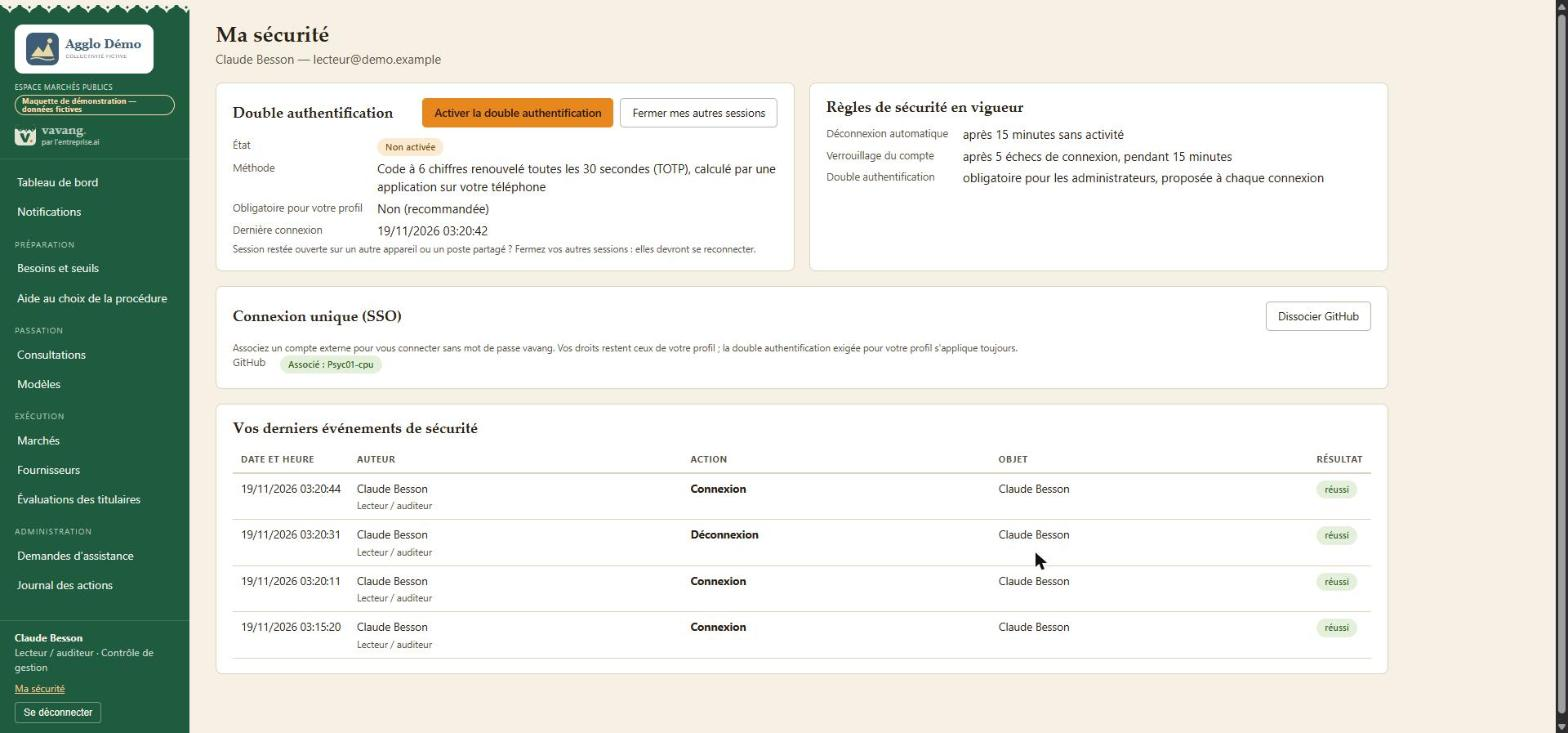 Agglo Démo
COLLECTIVITÉ FICTIVE
ESPACE MARCHÉS PUBLICS
Maquette de démonstration —
données fictives
vavang.
par l'entreprise.ai
Tableau de bord
Notifications
PRÉPARATION
Besoins et seuils
Aide au choix de la procédure
PASSATION
Consultations
Modèles
EXÉCUTION
Marchés
Fournisseurs
Évaluations des titulaires
ADMINISTRATION
Demandes d'assistance
Journal des actions
Claude Besson
Lecteur / auditeur · Contrôle de
gestion
Ma sécurité
Se déconnecter
Ma sécurité
Claude Besson — lecteur@demo.example
Double authentification
Activer la double authentification
Fermer mes autres sessions
État
Non activée
Méthode
Code à 6 chiffres renouvelé toutes les 30 secondes (TOTP), calculé par une
application sur votre téléphone
Obligatoire pour votre profil
Non (recommandée)
Dernière connexion
19/11/2026 03:20:42
Session restée ouverte sur un autre appareil ou un poste partagé ? Fermez vos autres sessions : elles devront se reconnecter.
Règles de sécurité en vigueur
Déconnexion automatique
après 15 minutes sans activité
Verrouillage du compte
après 5 échecs de connexion, pendant 15 minutes
Double authentification
obligatoire pour les administrateurs, proposée à chaque connexion
Connexion unique (SSO)
Dissocier GitHub
Associez un compte externe pour vous connecter sans mot de passe vavang. Vos droits restent ceux de votre profil ; la double authentification exigée pour votre profil s'applique toujours.
GitHub
Associé : Psyc01-cpu
Vos derniers événements de sécurité
DATE ET HEURE AUTEUR ACTION OBJET RÉSULTAT
19/11/2026 03:20:44 Claude Besson Connexion Claude Besson réussi
Lecteur / auditeur
19/11/2026 03:20:31 Claude Besson Déconnexion Claude Besson réussi
Lecteur / auditeur
19/11/2026 03:20:11 Claude Besson Connexion Claude Besson réussi
Lecteur / auditeur
19/11/2026 03:15:20 Claude Besson Connexion Claude Besson réussi
Lecteur / auditeur